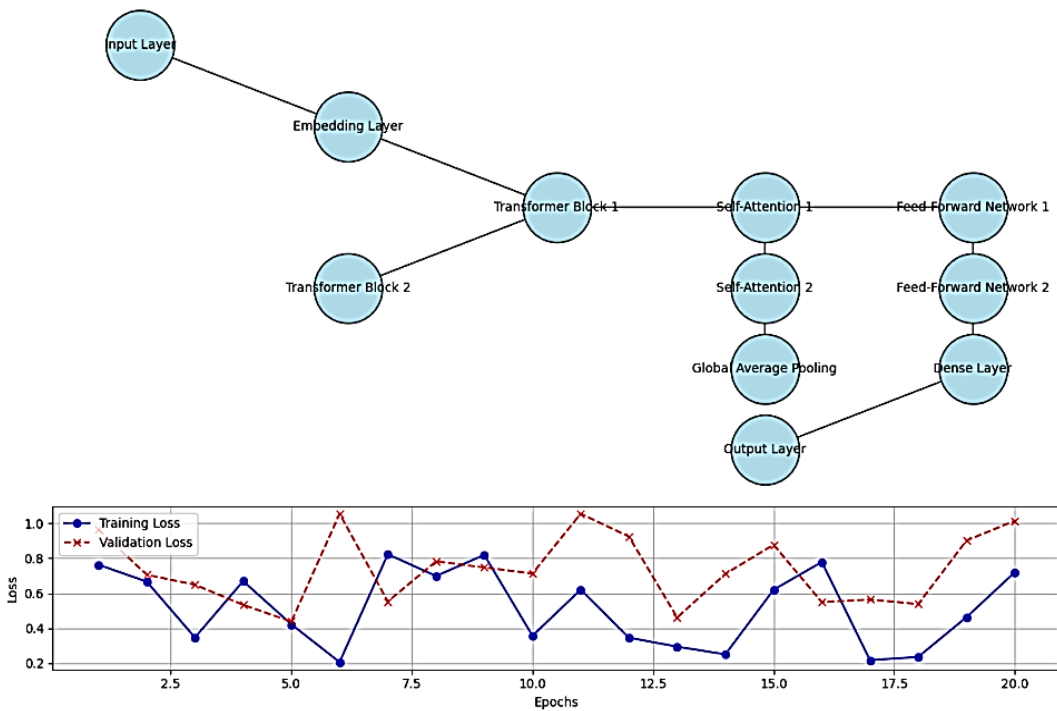 Input Layer
Embedding Layer
Transformer Block 1
Self-Attention 1
Feed Forward Network 1
Transformer Block 2
Self-Attention 2
Feed-Forward Network 2
Global Average Pooling
Dense Layer
Output Layer
Training Loss
Validation Loss
1.0
0.8
0.6
0.4
0.2
Loss
2.5
5.0
7.5
10.0
12.5
15.0
17.5
20.0
Epochs